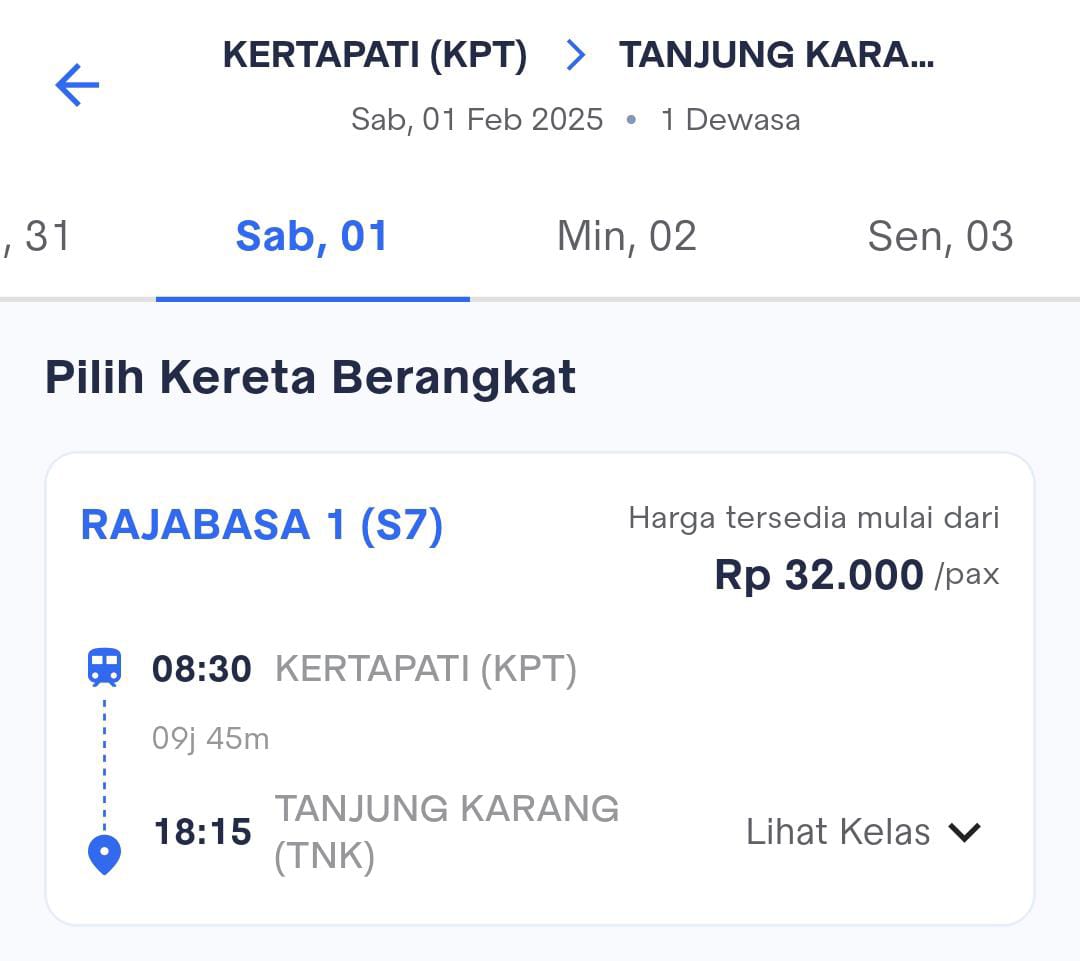 KERTAPATI (KPT) > TANJUNG KARA...
Sab, 01 Feb 2025 • 1 Dewasa
, 31 Sab, 01 Min, 02 Sen, 03
Pilih Kereta Berangkat
RAJABASA 1 (S7)
Harga tersedia mulai dari
Rp 32.000 /pax
08:30 KERTAPATI (KPT)
09j 45m
18:15 TANJUNG KARANG
(TNK)
Lihat Kelas